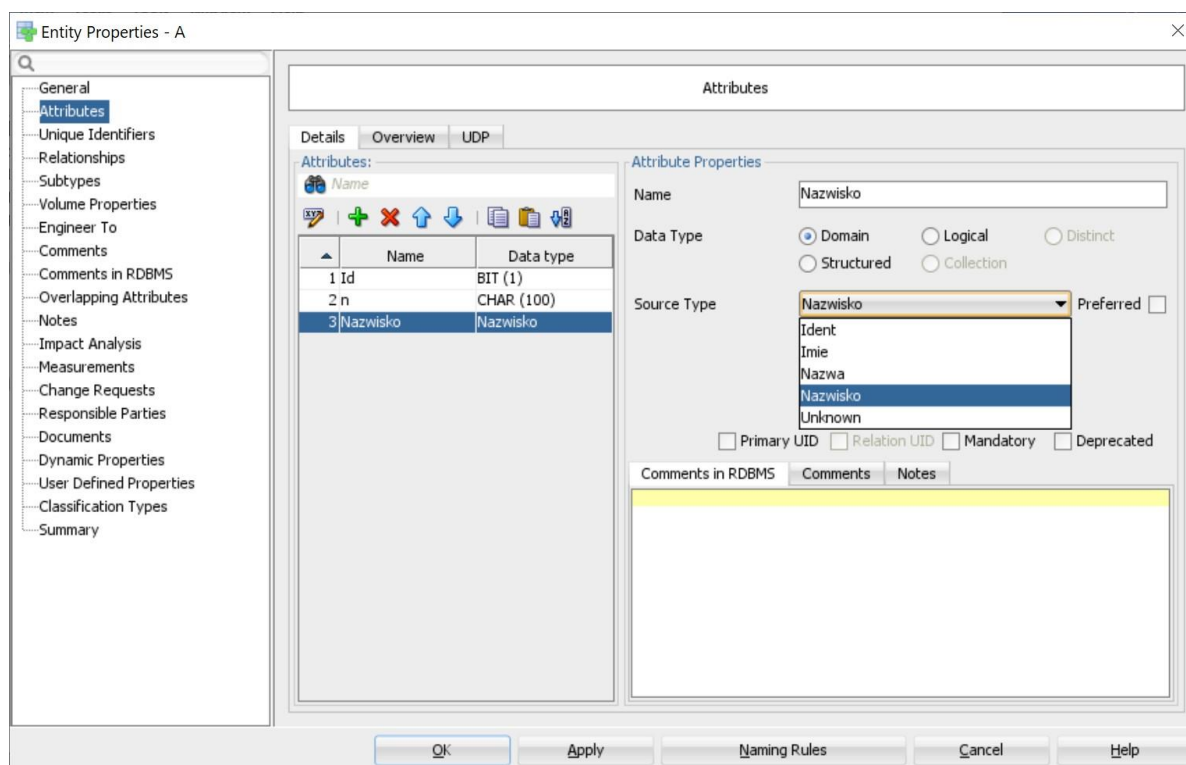 Entity Properties - A
General
Attributes
Unique Identifiers
Relationships
Subtypes
Volume Properties
Engineer To
Comments
Comments in RDBMS
Overlapping Attributes
Notes
Impact Analysis
Measurements
Change Requests
Responsible Parties
Documents
Dynamic Properties
User Defined Properties
Classification Types
Summary
Attributes
Details Overview UDP
Attributes:
Name
Name Data type
1 Id BIT (1)
2 n CHAR (100)
3 Nazwisko Nazwisko
Attribute Properties
Name Nazwisko
Data Type Domain Logical Distinct
Structured Collection
Source Type Nazwisko Preferred
Ident
Imie
Nazwa
Nazwisko
Unknown
Primary UID Relation UID Mandatory Deprecated
Comments in RDBMS Comments Notes
OK Apply Naming Rules Cancel Help